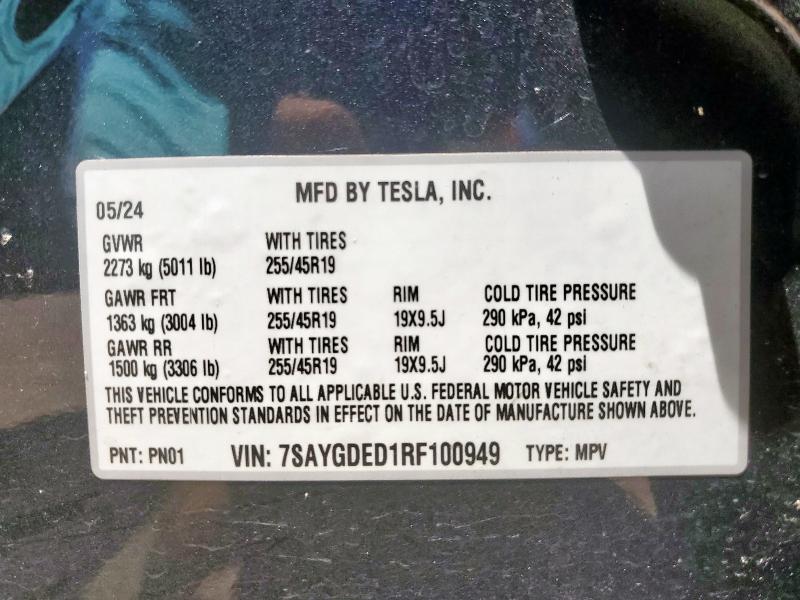 MFD BY TESLA, INC.
05/24
GVWR WITH TIRES
2273 kg (5011 lb) 255/45R19
GAWR FRT WITH TIRES RIM COLD TIRE PRESSURE
1363 kg (3004 lb) 255/45R19 19X9.5J 290 kPa, 42 psi
GAWR RR WITH TIRES RIM COLD TIRE PRESSURE
1500 kg (3306 lb) 255/45R19 19X9.5J 290 kPa, 42 psi
THIS VEHICLE CONFORMS TO ALL APPLICABLE U.S. FEDERAL MOTOR VEHICLE SAFETY AND
THEFT PREVENTION STANDARDS IN EFFECT ON THE DATE OF MANUFACTURE SHOWN ABOVE.
PNT: PN01 VIN: 7SAYGDED1RF100949 TYPE: MPV